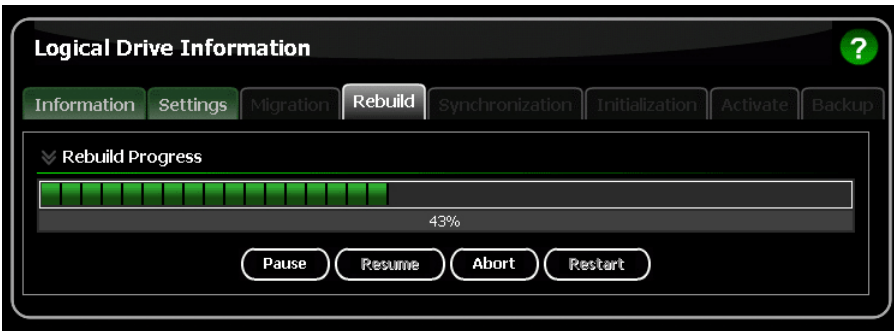 Logical Drive Information
?
Information Settings Migration Rebuild Synchronization Initialization Activate Backup
Rebuild Progress
43%
Pause Resume Abort Restart